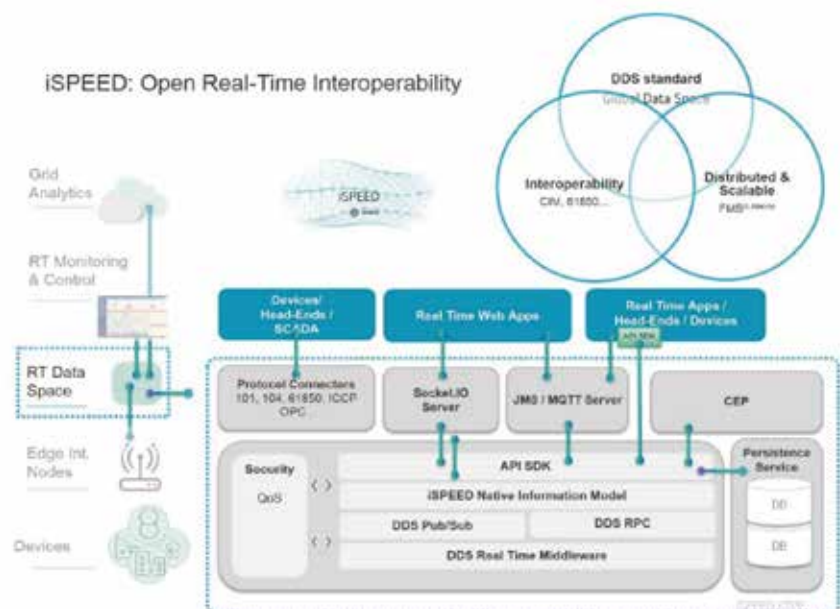 iSPEED: Open Real-Time Interoperability
DDS standard
Global Data Space
Interoperability
CIM, 61850...
Distributed &
Scalable
Grid
Analytics
iSPEED
RT Monitoring
& Control
Devices/
Head-Ends /
SCADA
Real Time Web Apps
Real Time Apps /
Head-Ends / Devices
API SDK
RT Data
Space
Protocol Connectors
101, 104, 61850, ICCP
OPC
Socket.IO
Server
JMS / MQTT Server
CEP
Edge Int.
Nodes
Security
QoS
API SDK
iSPEED Native Information Model
DDS Pub/Sub
DDS RPC
DDS Real Time Middleware
Persistence
Service
DB
DB
Devices